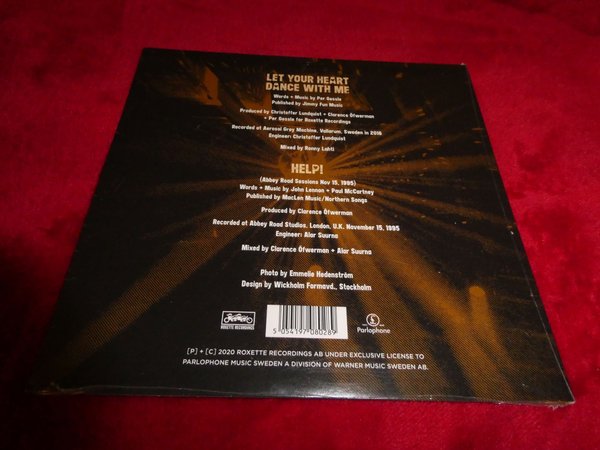 LET YOUR HEART
DANCE WITH ME
Words + Music by Per Gessle
Published by Jimmy Fun Music
Produced by Christoffer Lundquist + Clarence Öfwerman
+ Per Gessle for Roxette Recordings
Recorded at Aerosol Grey Machine, Vallarum, Sweden in 2016
Engineer: Christoffer Lundquist
Mixed by Ronny Lahti
HELP!
(Abbey Road Sessions Nov 15, 1995)
Words + Music by John Lennon + Paul McCartney
Published by MacLen Music/Northern Songs
Produced by Clarence Öfwerman
Recorded at Abbey Road Studios, London, U.K. November 15, 1995
Engineer: Alar Suurna
Mixed by Clarence Öfwerman + Alar Suurna
Photo by Emmelie Hedenström
Design by Wickholm Formavd., Stockholm
ROXETTE RECORDINGS
5 054197 080289
Parlophone
[P] + [C] 2020 ROXETTE RECORDINGS AB UNDER EXCLUSIVE LICENSE TO
PARLOPHONE MUSIC SWEDEN A DIVISION OF WARNER MUSIC SWEDEN AB.